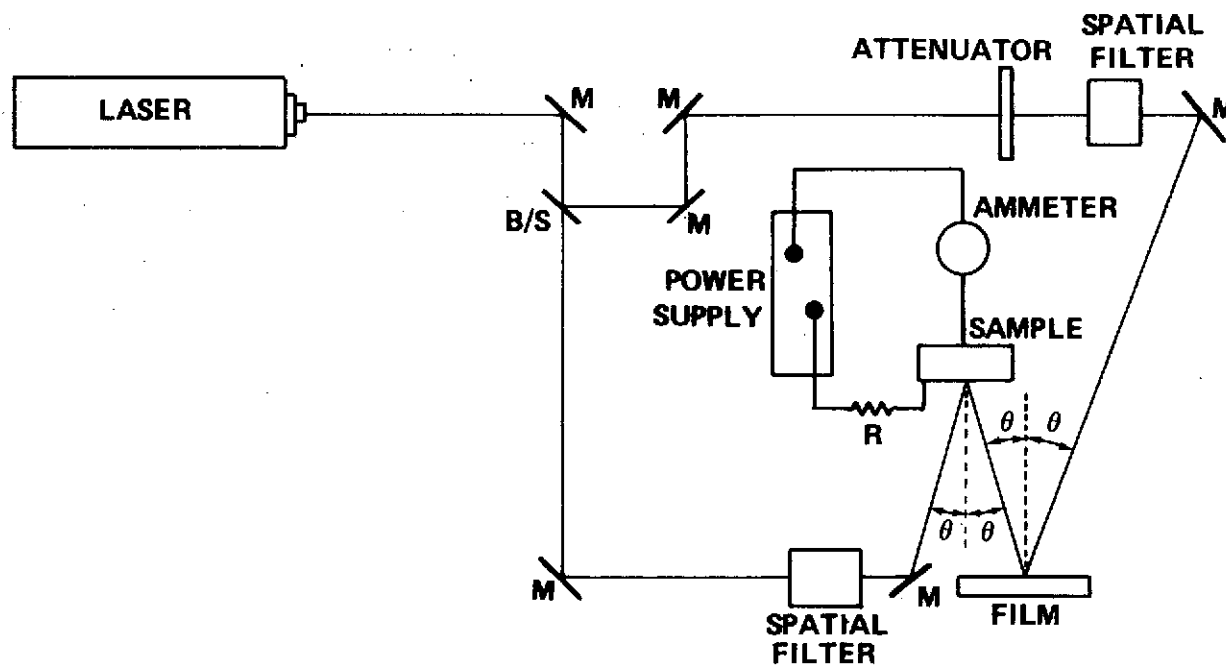 LASER
M
M
ATTENUATOR
SPATIAL
FILTER
M
B/S
M
POWER
SUPPLY
AMMETER
SAMPLE
R
θ
θ
θ
θ
M
SPATIAL
FILTER
M
FILM